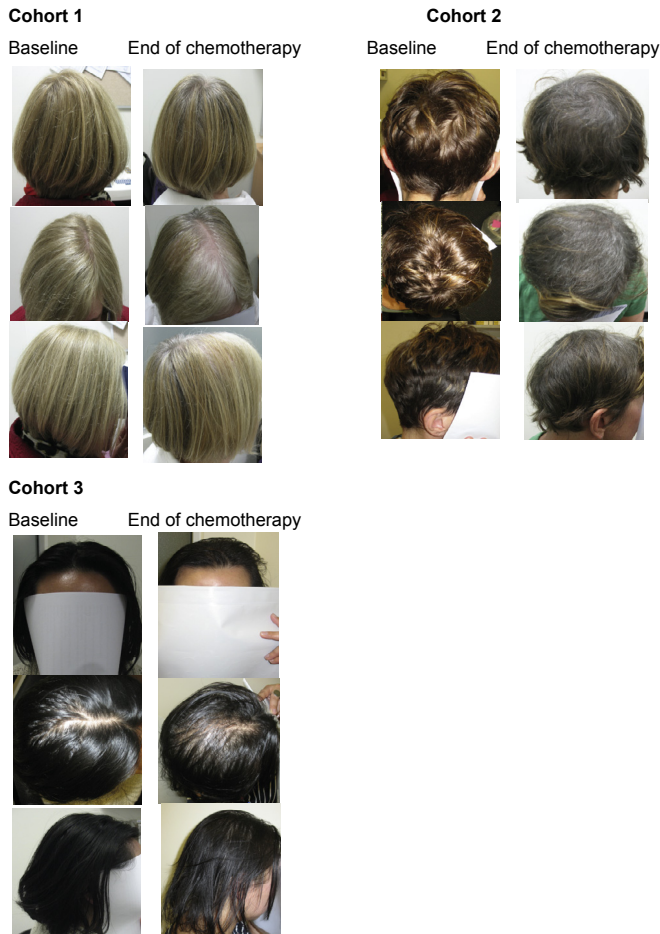 Cohort 1
Cohort 2
Baseline End of chemotherapy
Baseline End of chemotherapy
Cohort 3
Baseline End of chemotherapy